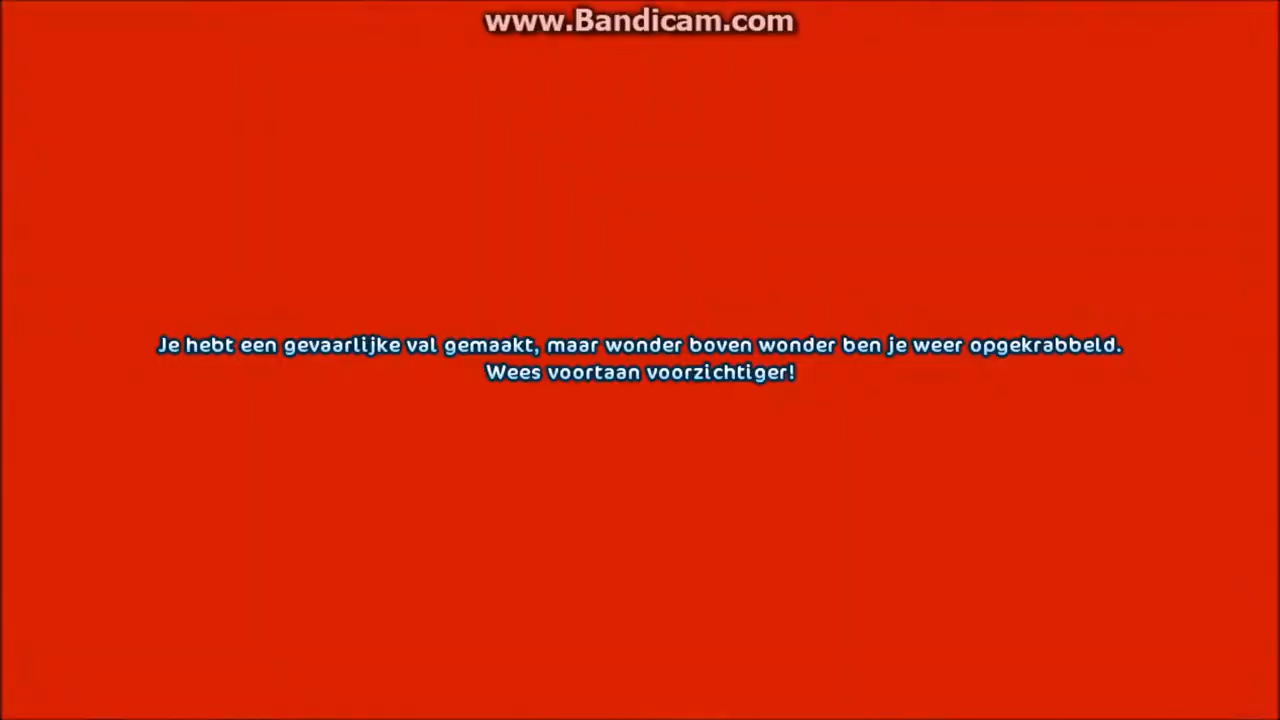 www.Bandicam.com
Je hebt een gevaarlijke val gemaakt, maar wonder boven wonder ben je weer opgekrabbeld.
Wees voortaan voorzichtiger!